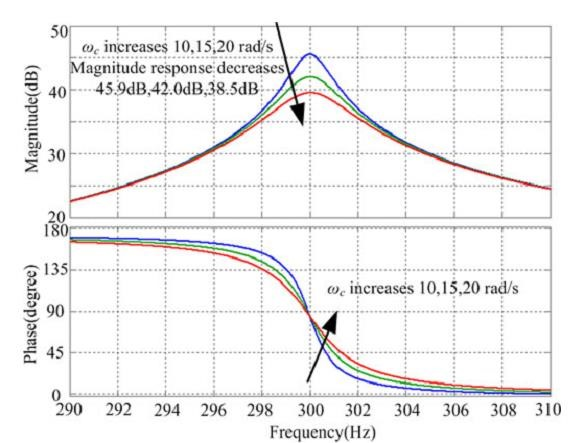 50
ω_c increases 10,15,20 rad/s
Magnitude response decreases
45.9dB,42.0dB,38.5dB
40
30
20
Magnitude(dB)
180
135
90
45
0
Phase(degree)
ω_c increases 10,15,20 rad/s
290 292 294 296 298 300 302 304 306 308 310
Frequency(Hz)